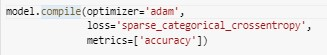 model.compile(optimizer='adam',
loss='sparse_categorical_crossentropy',
metrics=['accuracy'])